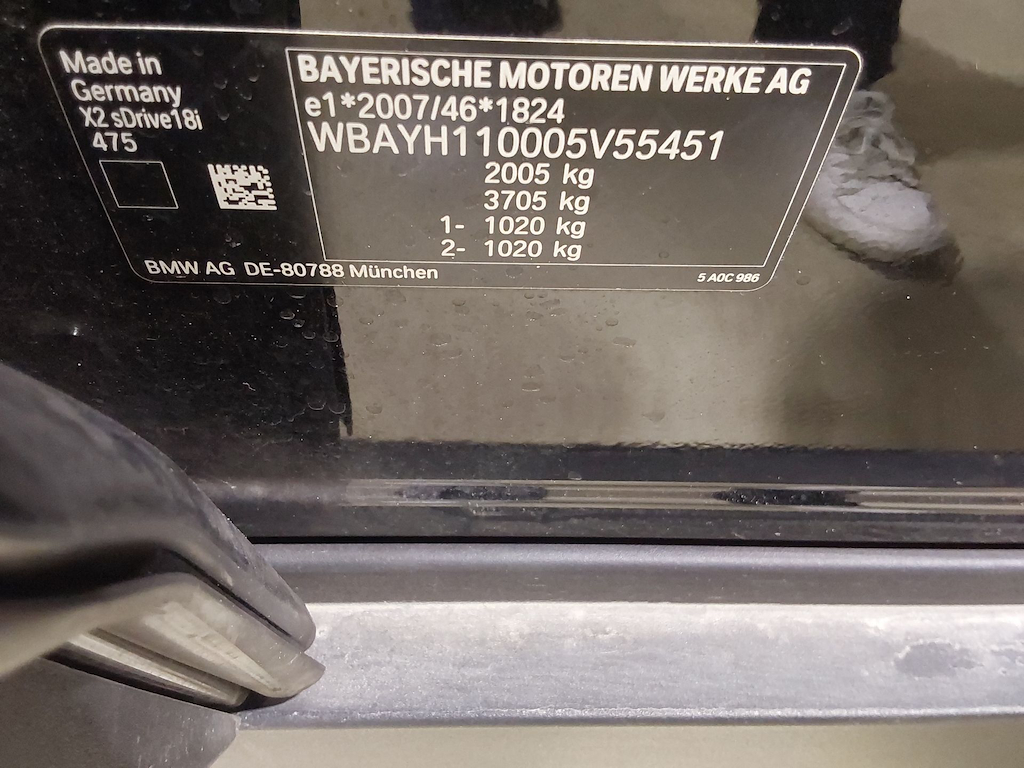 Made in
Germany
X2 sDrive18i
475
BAYERISCHE MOTOREN WERKE AG
e1*2007/46*1824
WBAYH110005V55451
2005 kg
3705 kg
1- 1020 kg
2- 1020 kg
BMW AG DE-80788 München
5 A0C 986